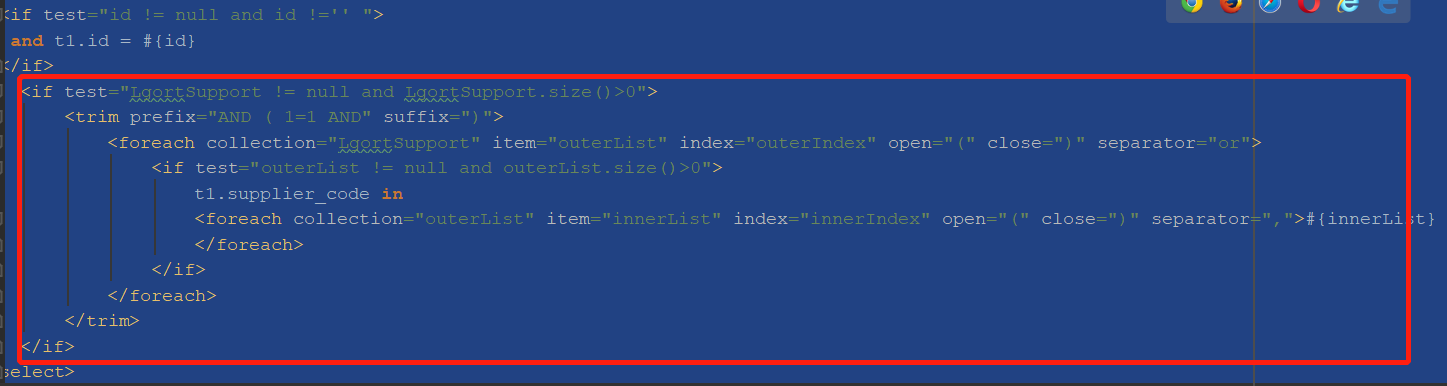 <if test="id != null and id !='' ">
and t1.id = #{id}
</if>
<if test="LgortSupport != null and LgortSupport.size()>0">
<trim prefix="AND ( 1=1 AND" suffix=")">
<foreach collection="LgortSupport" item="outerList" index="outerIndex" open="(" close=")" separator="or">
<if test="outerList != null and outerList.size()>0">
t1.supplier_code in
<foreach collection="outerList" item="innerList" index="innerIndex" open="(" close=")" separator=",">#{innerList}
</foreach>
</if>
</foreach>
</trim>
</if>
select>